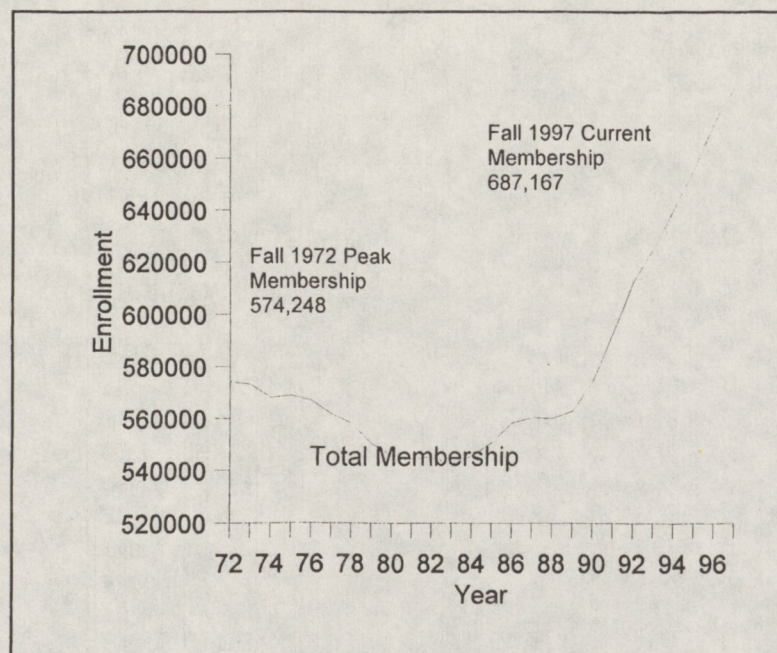 700000
680000
660000
640000
620000
600000
580000
560000
540000
520000
Enrollment
Fall 1997 Current
Membership
687,167
Fall 1972 Peak
Membership
574,248
Total Membership
72 74 76 78 80 82 84 86 88 90 92 94 96
Year